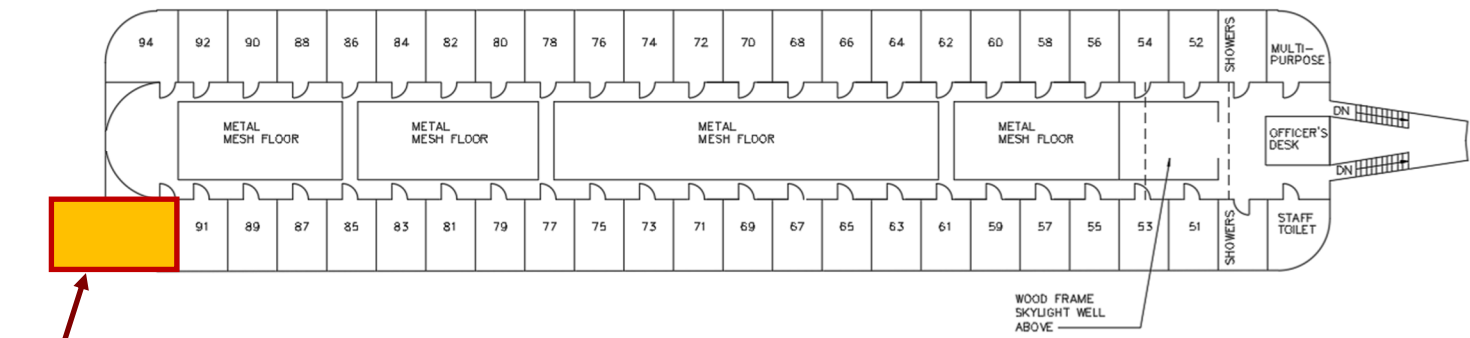 94 92 90 88 86 84 82 80 78 76 74 72 70 68 66 64 62 60 58 56 54 52 SHOWERS
MULTI-
PURPOSE
METAL
MESH FLOOR
METAL
MESH FLOOR
METAL
MESH FLOOR
METAL
MESH FLOOR
OFFICER'S
DESK
DN
DN
91 89 87 85 83 81 79 77 75 73 71 69 67 65 63 61 59 57 55 53 51 SHOWERS
STAFF
TOILET
WOOD FRAME
SKYLIGHT WELL
ABOVE